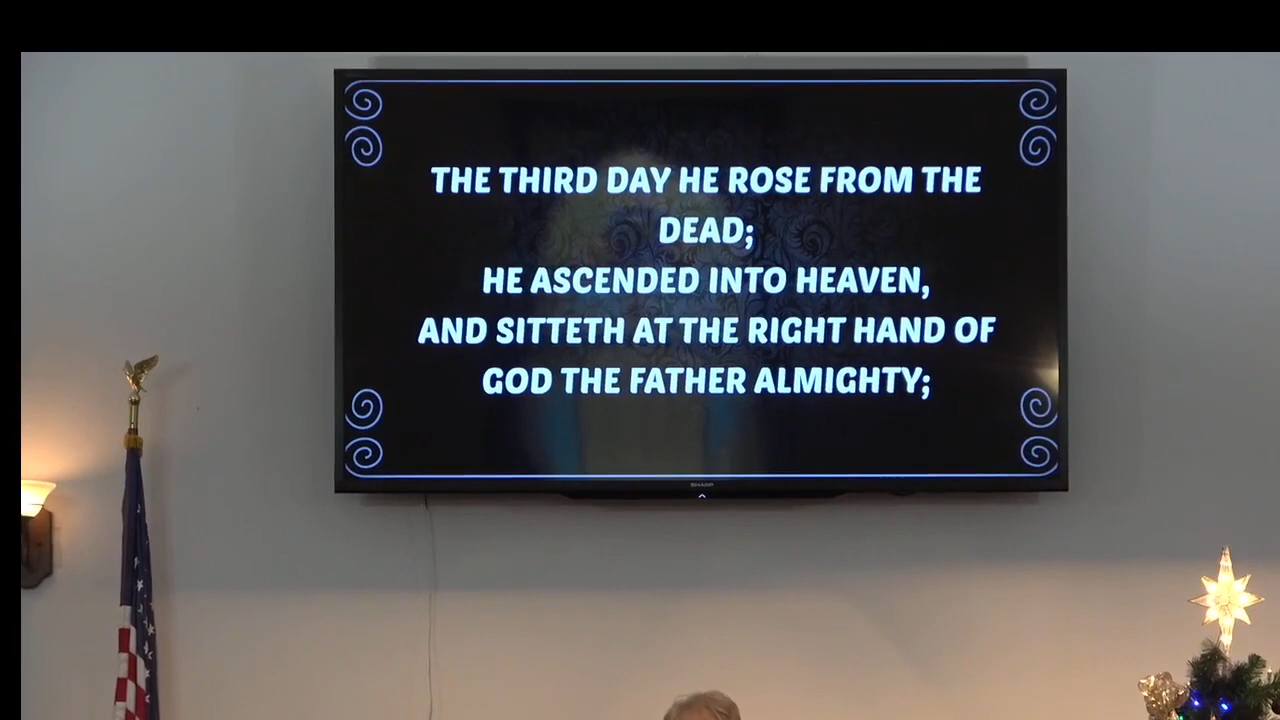 THE THIRD DAY HE ROSE FROM THE
DEAD;
HE ASCENDED INTO HEAVEN,
AND SITTETH AT THE RIGHT HAND OF
GOD THE FATHER ALMIGHTY;
SHARP